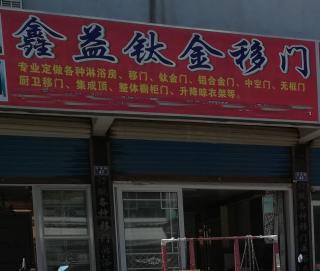 鑫益钛金移门
专业定做各种淋浴房、移门、钛金门、铝合金门、中空门、无框门
厨卫移门、集成顶、整体橱柜门、升降晾衣架等。